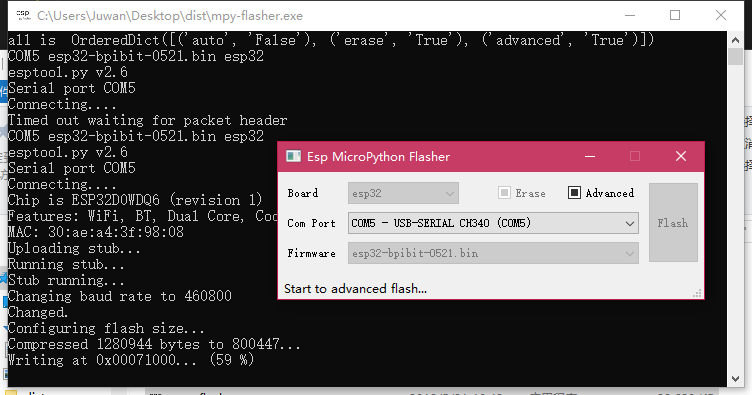 C:\Users\Juwan\Desktop\dist\mpy-flasher.exe
all is  OrderedDict([('auto', 'False'), ('erase', 'True'), ('advanced', 'True')])
COM5 esp32-bpibit-0521.bin esp32
esptool.py v2.6
Serial port COM5
Connecting....
Timed out waiting for packet header
COM5 esp32-bpibit-0521.bin esp32
esptool.py v2.6
Serial port COM5
Connecting....
Chip is ESP32D0WDQ6 (revision 1)
Features: WiFi, BT, Dual Core,
MAC: 30:ae:a4:3f:98:08
Uploading stub...
Running stub...
Stub running...
Changing baud rate to 460800
Changed.
Configuring flash size...
Compressed 1280944 bytes to 800447...
Writing at 0x00071000... (59 %)
Esp MicroPython Flasher
Board esp32 Erase Advanced
Com Port COM5 - USB-SERIAL CH340 (COM5) Flash
Firmware esp32-bpibit-0521.bin
Start to advanced flash...